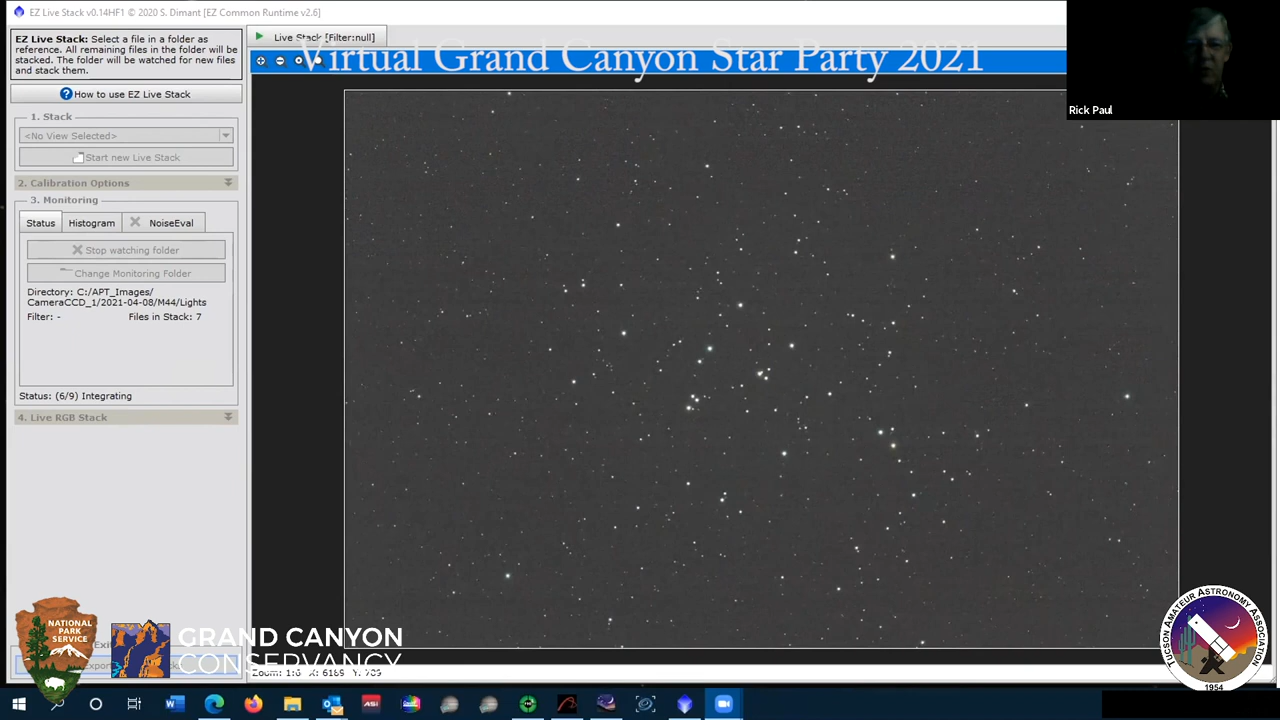 EZ Live Stack v0.14HF1 © 2020 S. Dimant [EZ Common Runtime v2.6]
EZ Live Stack: Select a file in a folder as
reference. All remaining files in the folder will be
stacked. The folder will be watched for new files
and stack them.
How to use EZ Live Stack
1. Stack
<No View Selected>
Start new Live Stack
2. Calibration Options
3. Monitoring
Status
Histogram
NoiseEval
Stop watching folder
Change Monitoring Folder
Directory: C:/APT_Images/
CameraCCD_1/2021-04-08/M44/Lights
Filter: -
Files in Stack: 7
Status: (6/9) Integrating
4. Live RGB Stack
Live Stack [Filter:null]
Virtual Grand Canyon Star Party 2021
Rick Paul
NATIONAL
PARK
SERVICE
GRAND CANYON
CONSERVANCY
Zoom: 1:6 X: 6189 Y: 909
ASI
TUCSON AMATEUR ASTRONOMY ASSOCIATION
1954